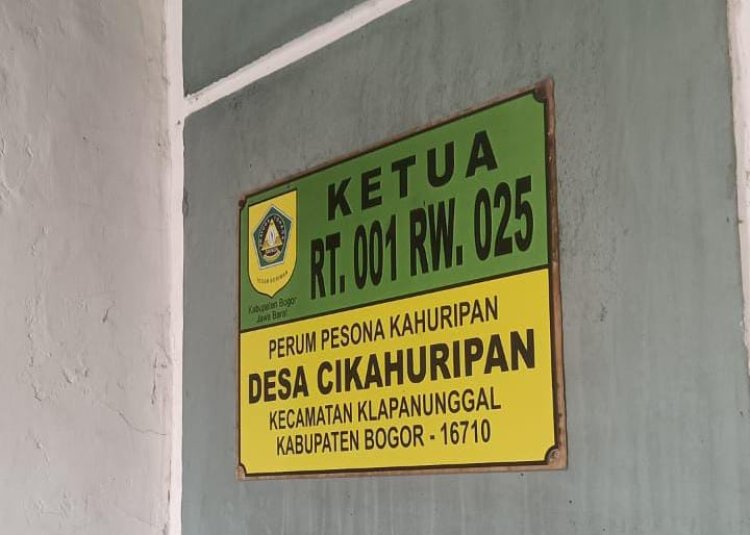 KETUA
RT. 001 RW. 025
Kabupaten Bogor
Jawa Barat
PERUM PESONA KAHURIPAN
DESA CIKAHURIPAN
KECAMATAN KLAPANUNGGAL
KABUPATEN BOGOR - 16710